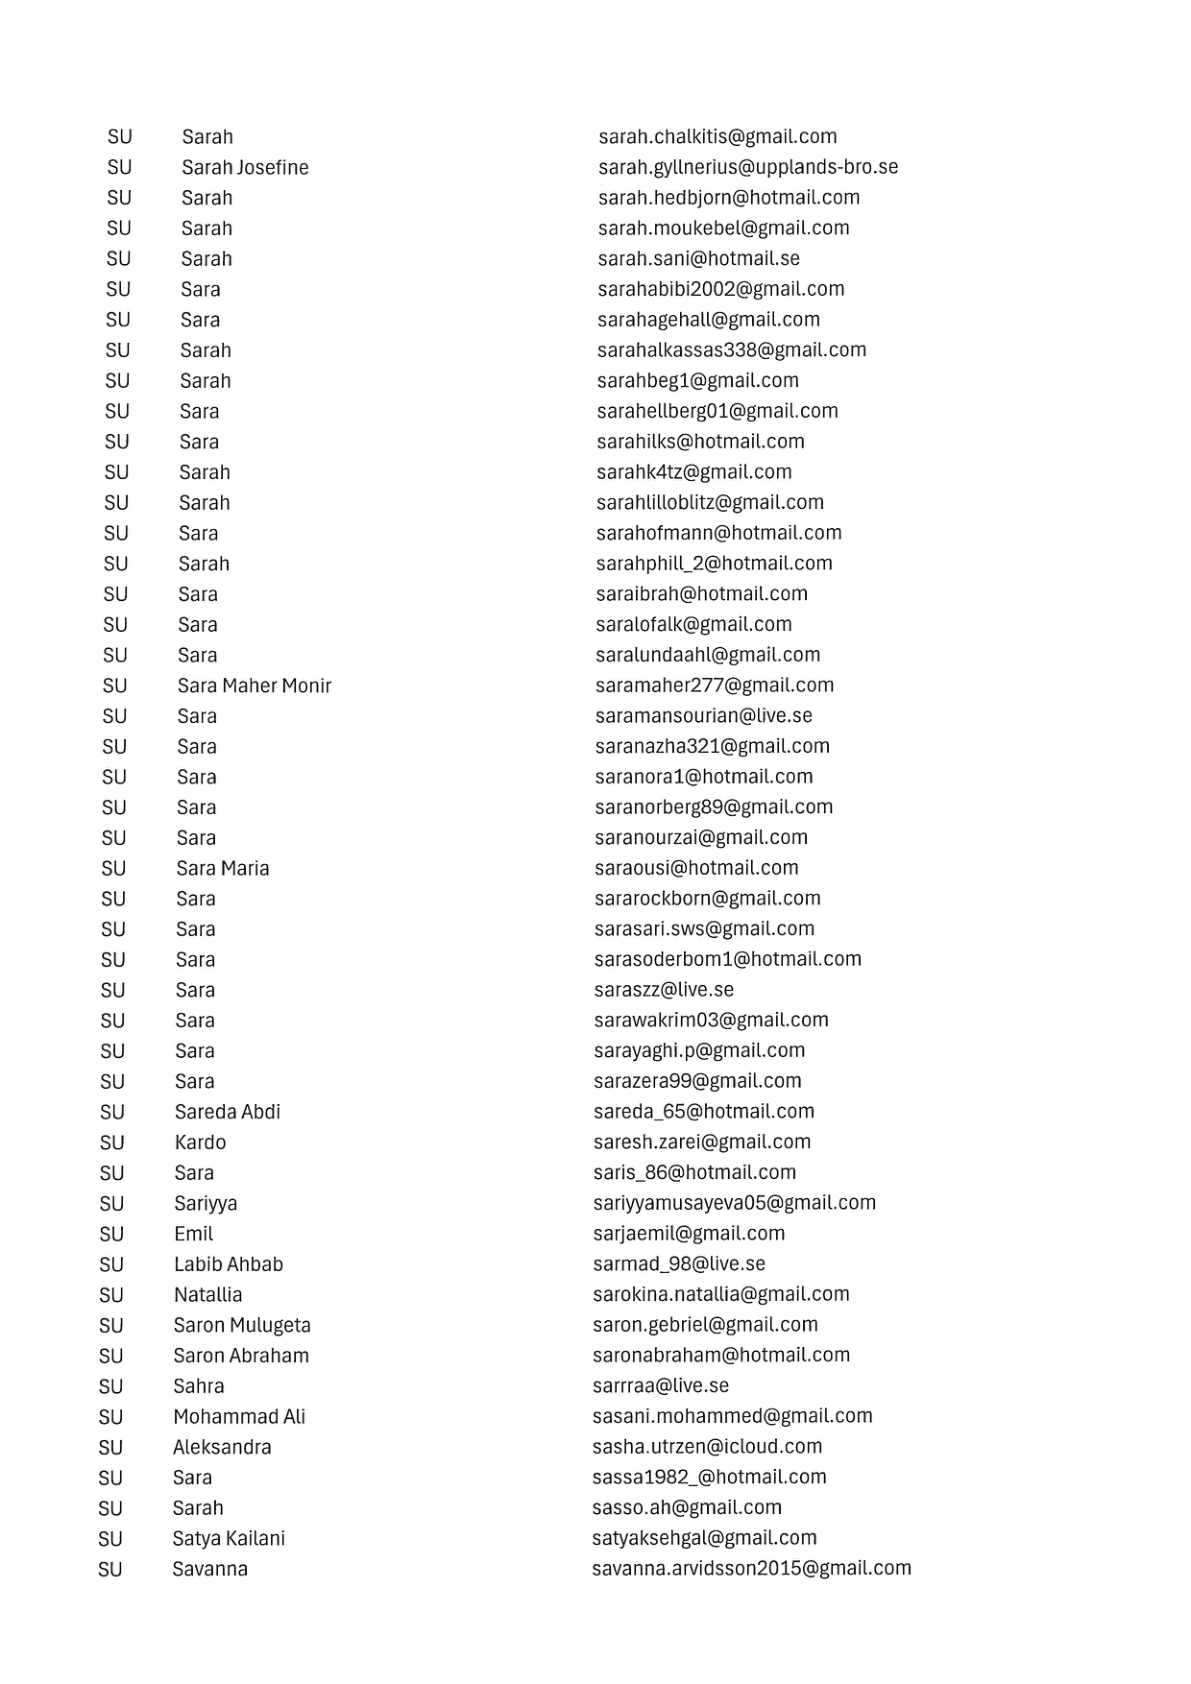 SU Sarah sarah.chalkitis@gmail.com
SU Sarah Josefine sarah.gyllnerius@upplands-bro.se
SU Sarah sarah.hedbjorn@hotmail.com
SU Sarah sarah.moukebel@gmail.com
SU Sarah sarah.sani@hotmail.se
SU Sara sarahabibi2002@gmail.com
SU Sara sarahagehall@gmail.com
SU Sarah sarahalkassas338@gmail.com
SU Sarah sarahbeg1@gmail.com
SU Sara sarahellberg01@gmail.com
SU Sara sarahilks@hotmail.com
SU Sarah sarahk4tz@gmail.com
SU Sarah sarahlilloblitz@gmail.com
SU Sara sarahofmann@hotmail.com
SU Sarah sarahphill_2@hotmail.com
SU Sara saraibrah@hotmail.com
SU Sara saralofalk@gmail.com
SU Sara saralundaahl@gmail.com
SU Sara Maher Monir saramaher277@gmail.com
SU Sara saramansourian@live.se
SU Sara saranazha321@gmail.com
SU Sara saranora1@hotmail.com
SU Sara saranorberg89@gmail.com
SU Sara saranourzai@gmail.com
SU Sara Maria saraousi@hotmail.com
SU Sara sararockborn@gmail.com
SU Sara sarasari.sws@gmail.com
SU Sara sarasoderbom1@hotmail.com
SU Sara saraszz@live.se
SU Sara sarawakrim03@gmail.com
SU Sara sarayaghi.p@gmail.com
SU Sara sarazera99@gmail.com
SU Sareda Abdi sareda_65@hotmail.com
SU Kardo saresh.zarei@gmail.com
SU Sara saris_86@hotmail.com
SU Sariyya sariyyamusayeva05@gmail.com
SU Emil sarjaemil@gmail.com
SU Labib Ahbab sarmad_98@live.se
SU Natallia sarokina.natallia@gmail.com
SU Saron Mulugeta saron.gebriel@gmail.com
SU Saron Abraham saronabraham@hotmail.com
SU Sahra sarrraa@live.se
SU Mohammad Ali sasani.mohammed@gmail.com
SU Aleksandra sasha.utrzen@icloud.com
SU Sara sassa1982_@hotmail.com
SU Sarah sasso.ah@gmail.com
SU Satya Kailani satyaksehgal@gmail.com
SU Savanna savanna.arvidsson2015@gmail.com